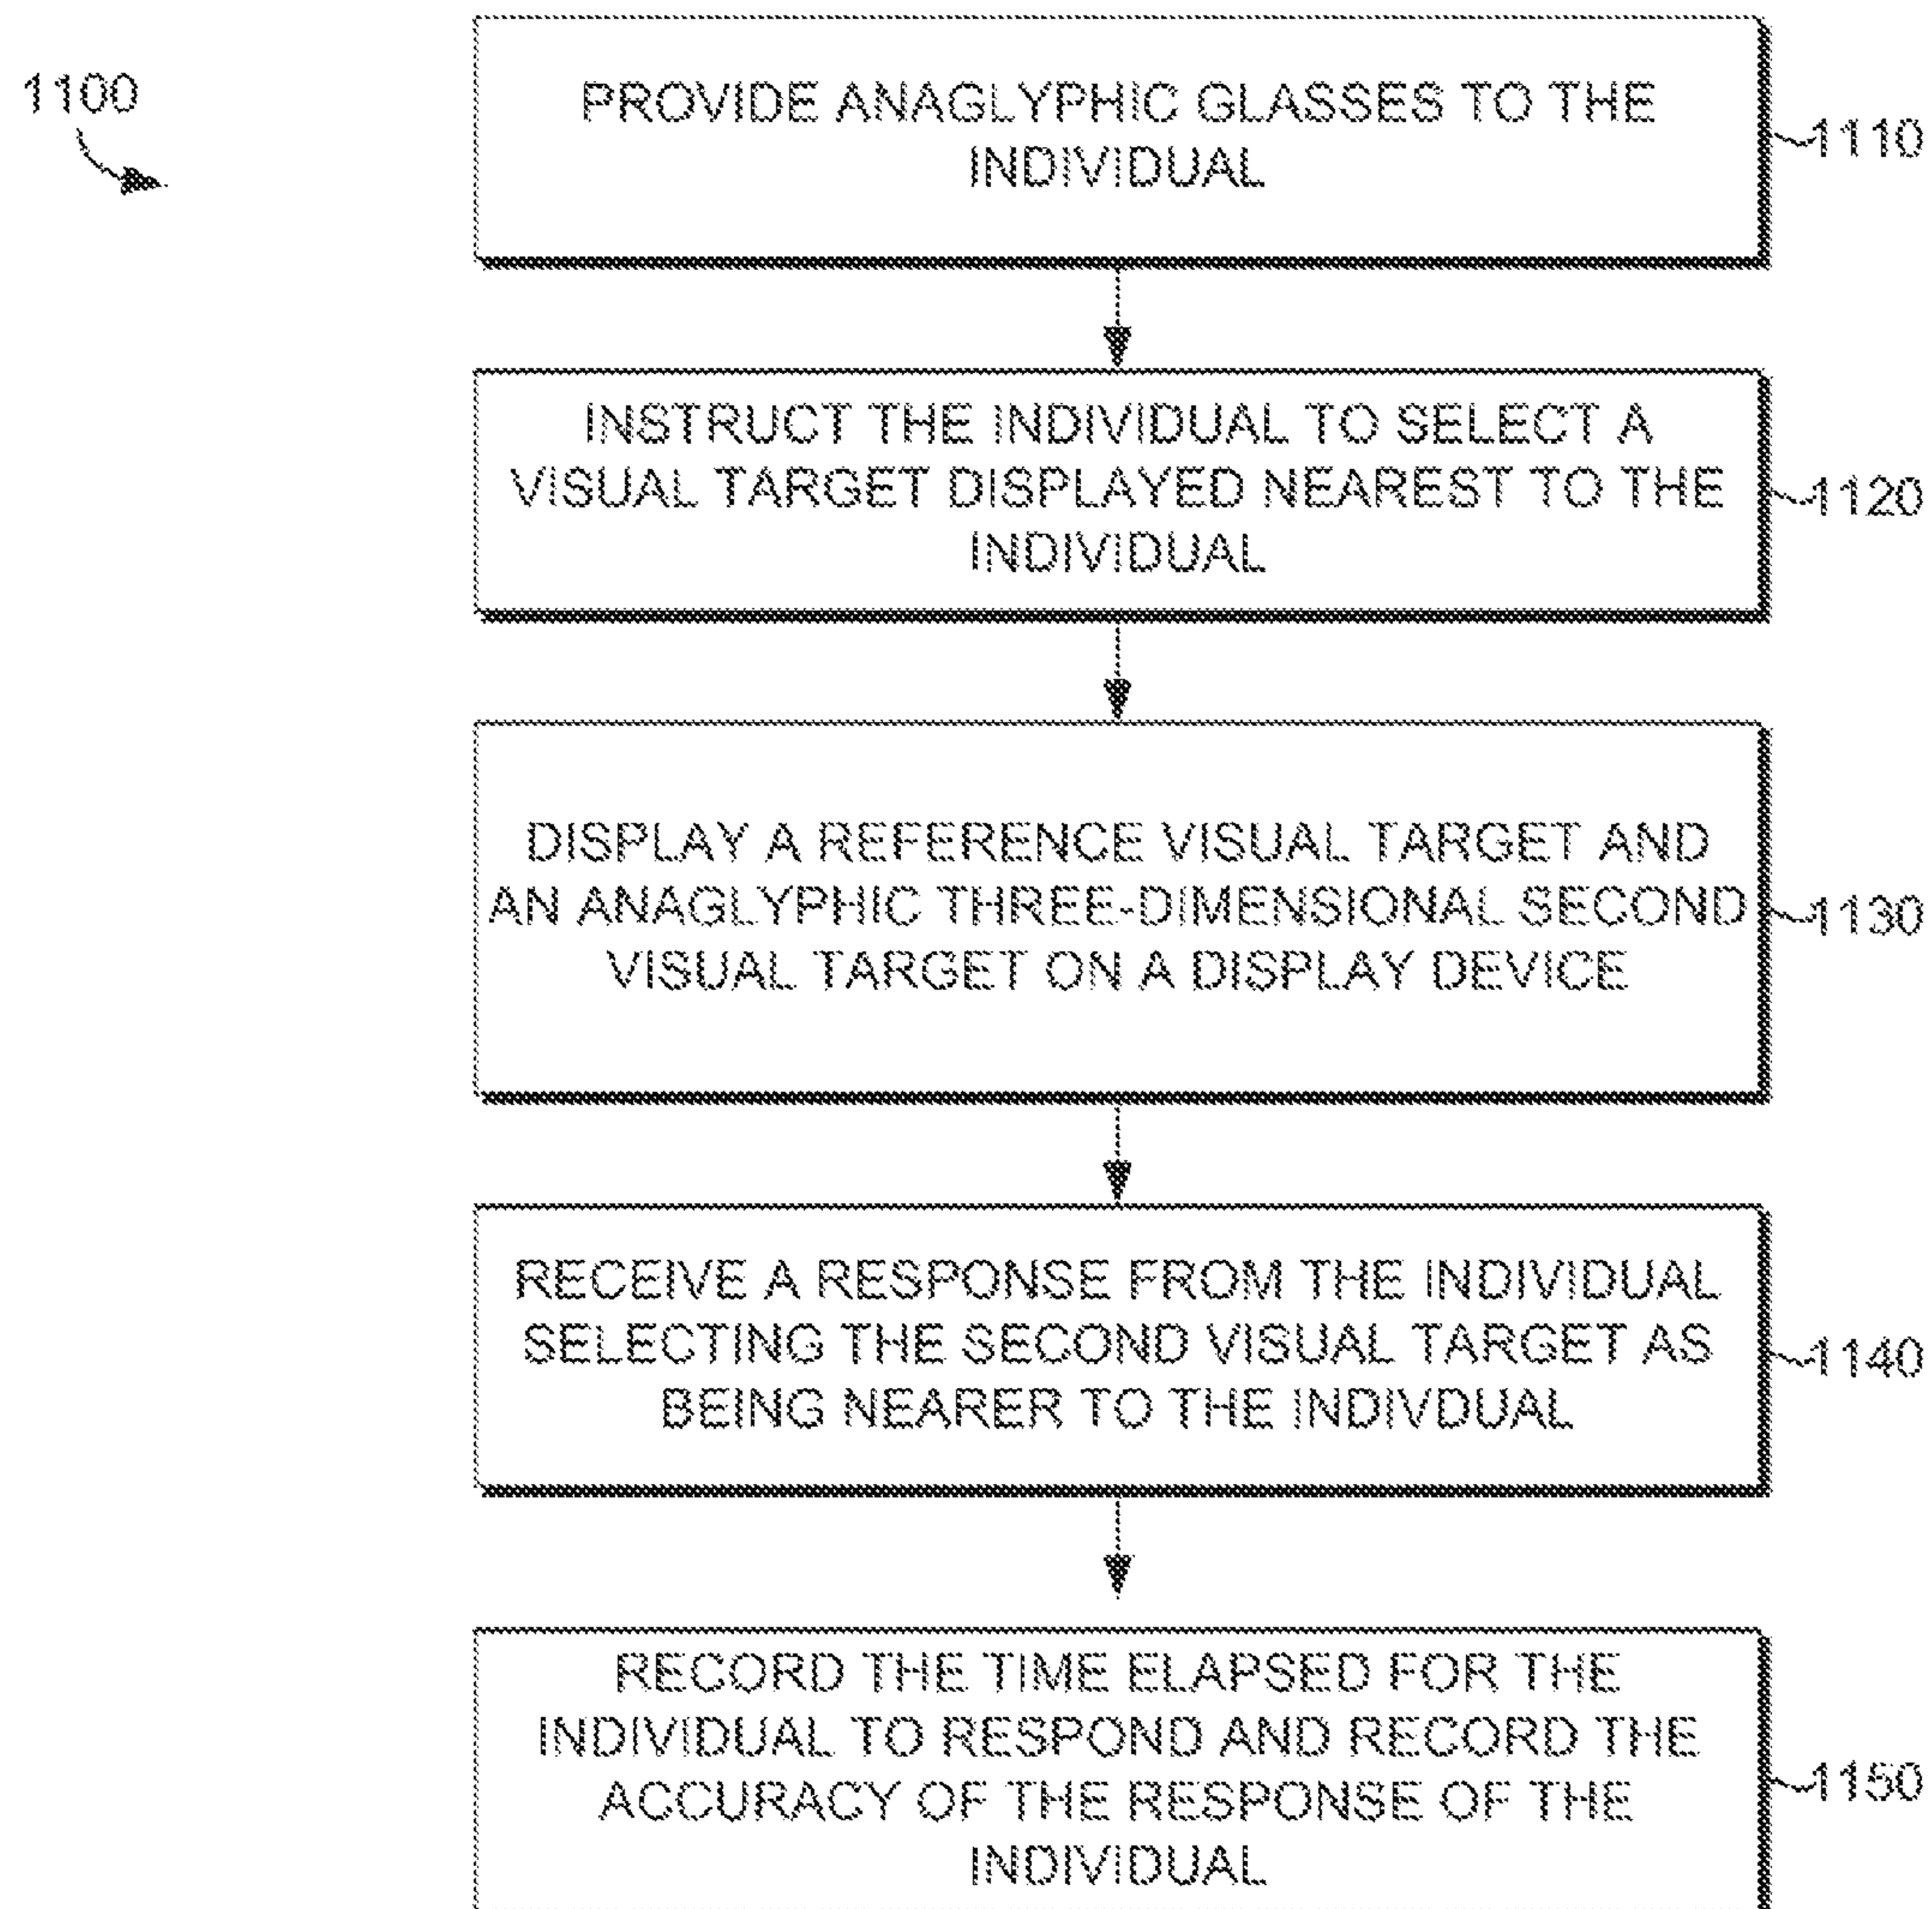 1100
PROVIDE ANAGLYPHIC GLASSES TO THE
INDIVIDUAL
1110
INSTRUCT THE INDIVIDUAL TO SELECT A
VISUAL TARGET DISPLAYED NEAREST TO THE
INDIVIDUAL
1120
DISPLAY A REFERENCE VISUAL TARGET AND
AN ANAGLYPHIC THREE-DIMENSIONAL SECOND
VISUAL TARGET ON A DISPLAY DEVICE
1130
RECEIVE A RESPONSE FROM THE INDIVIDUAL
SELECTING THE SECOND VISUAL TARGET AS
BEING NEARER TO THE INDIVDUAL
1140
RECORD THE TIME ELAPSED FOR THE
INDIVIDUAL TO RESPOND AND RECORD THE
ACCURACY OF THE RESPONSE OF THE
INDIVIDUAL
1150